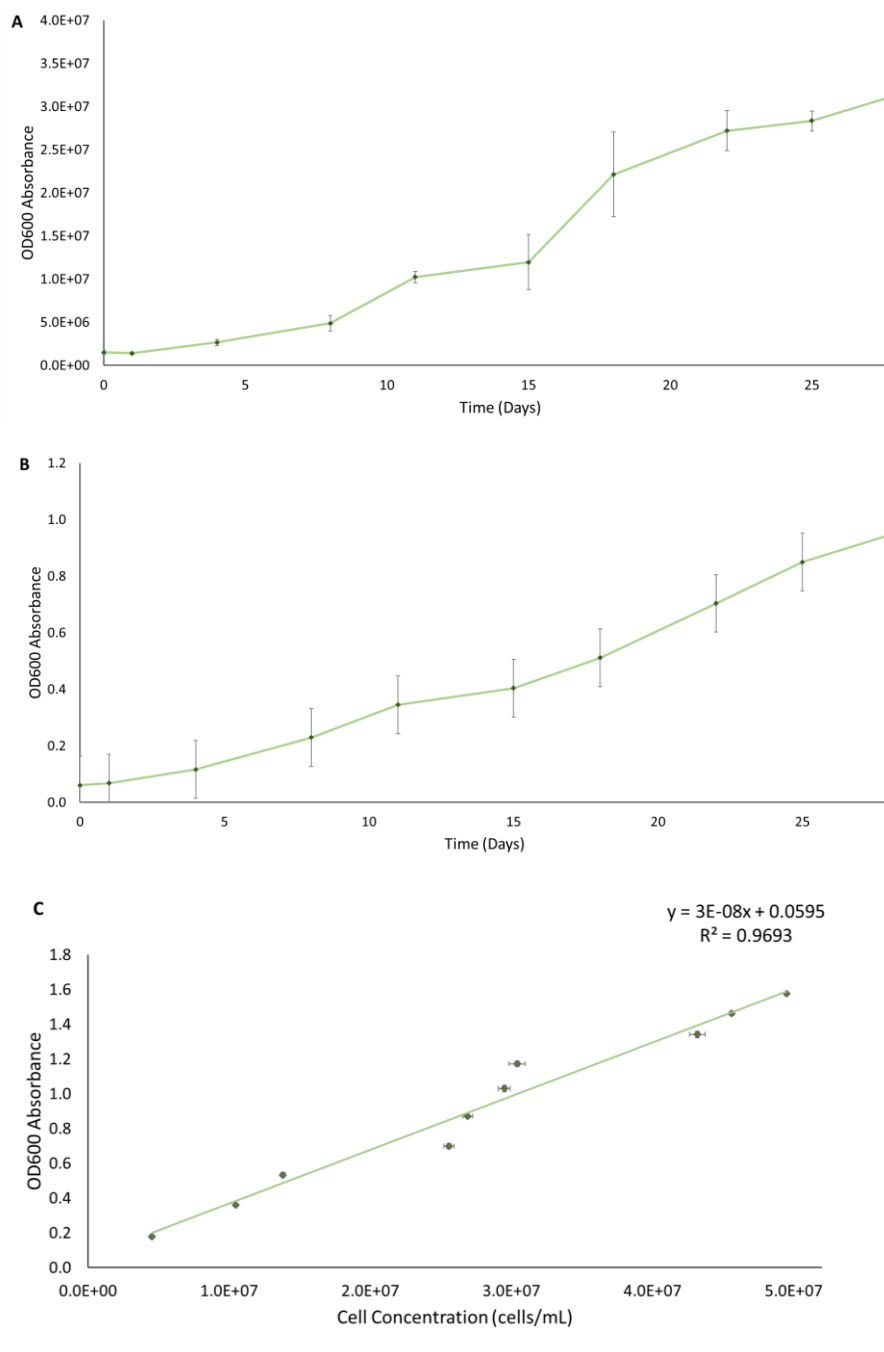 A
4.0E+07
3.5E+07
3.0E+07
2.5E+07
2.0E+07
1.5E+07
1.0E+07
5.0E+06
0.0E+00
OD600 Absorbance
0 5 10 15 20 25
Time (Days)
B
1.2
1.0
0.8
0.6
0.4
0.2
0.0
OD600 Absorbance
0 5 10 15 20 25
Time (Days)
C
y = 3E-08x + 0.0595
R² = 0.9693
1.8
1.6
1.4
1.2
1.0
0.8
0.6
0.4
0.2
0.0
OD600 Absorbance
0.0E+00 1.0E+07 2.0E+07 3.0E+07 4.0E+07 5.0E+07
Cell Concentration (cells/mL)